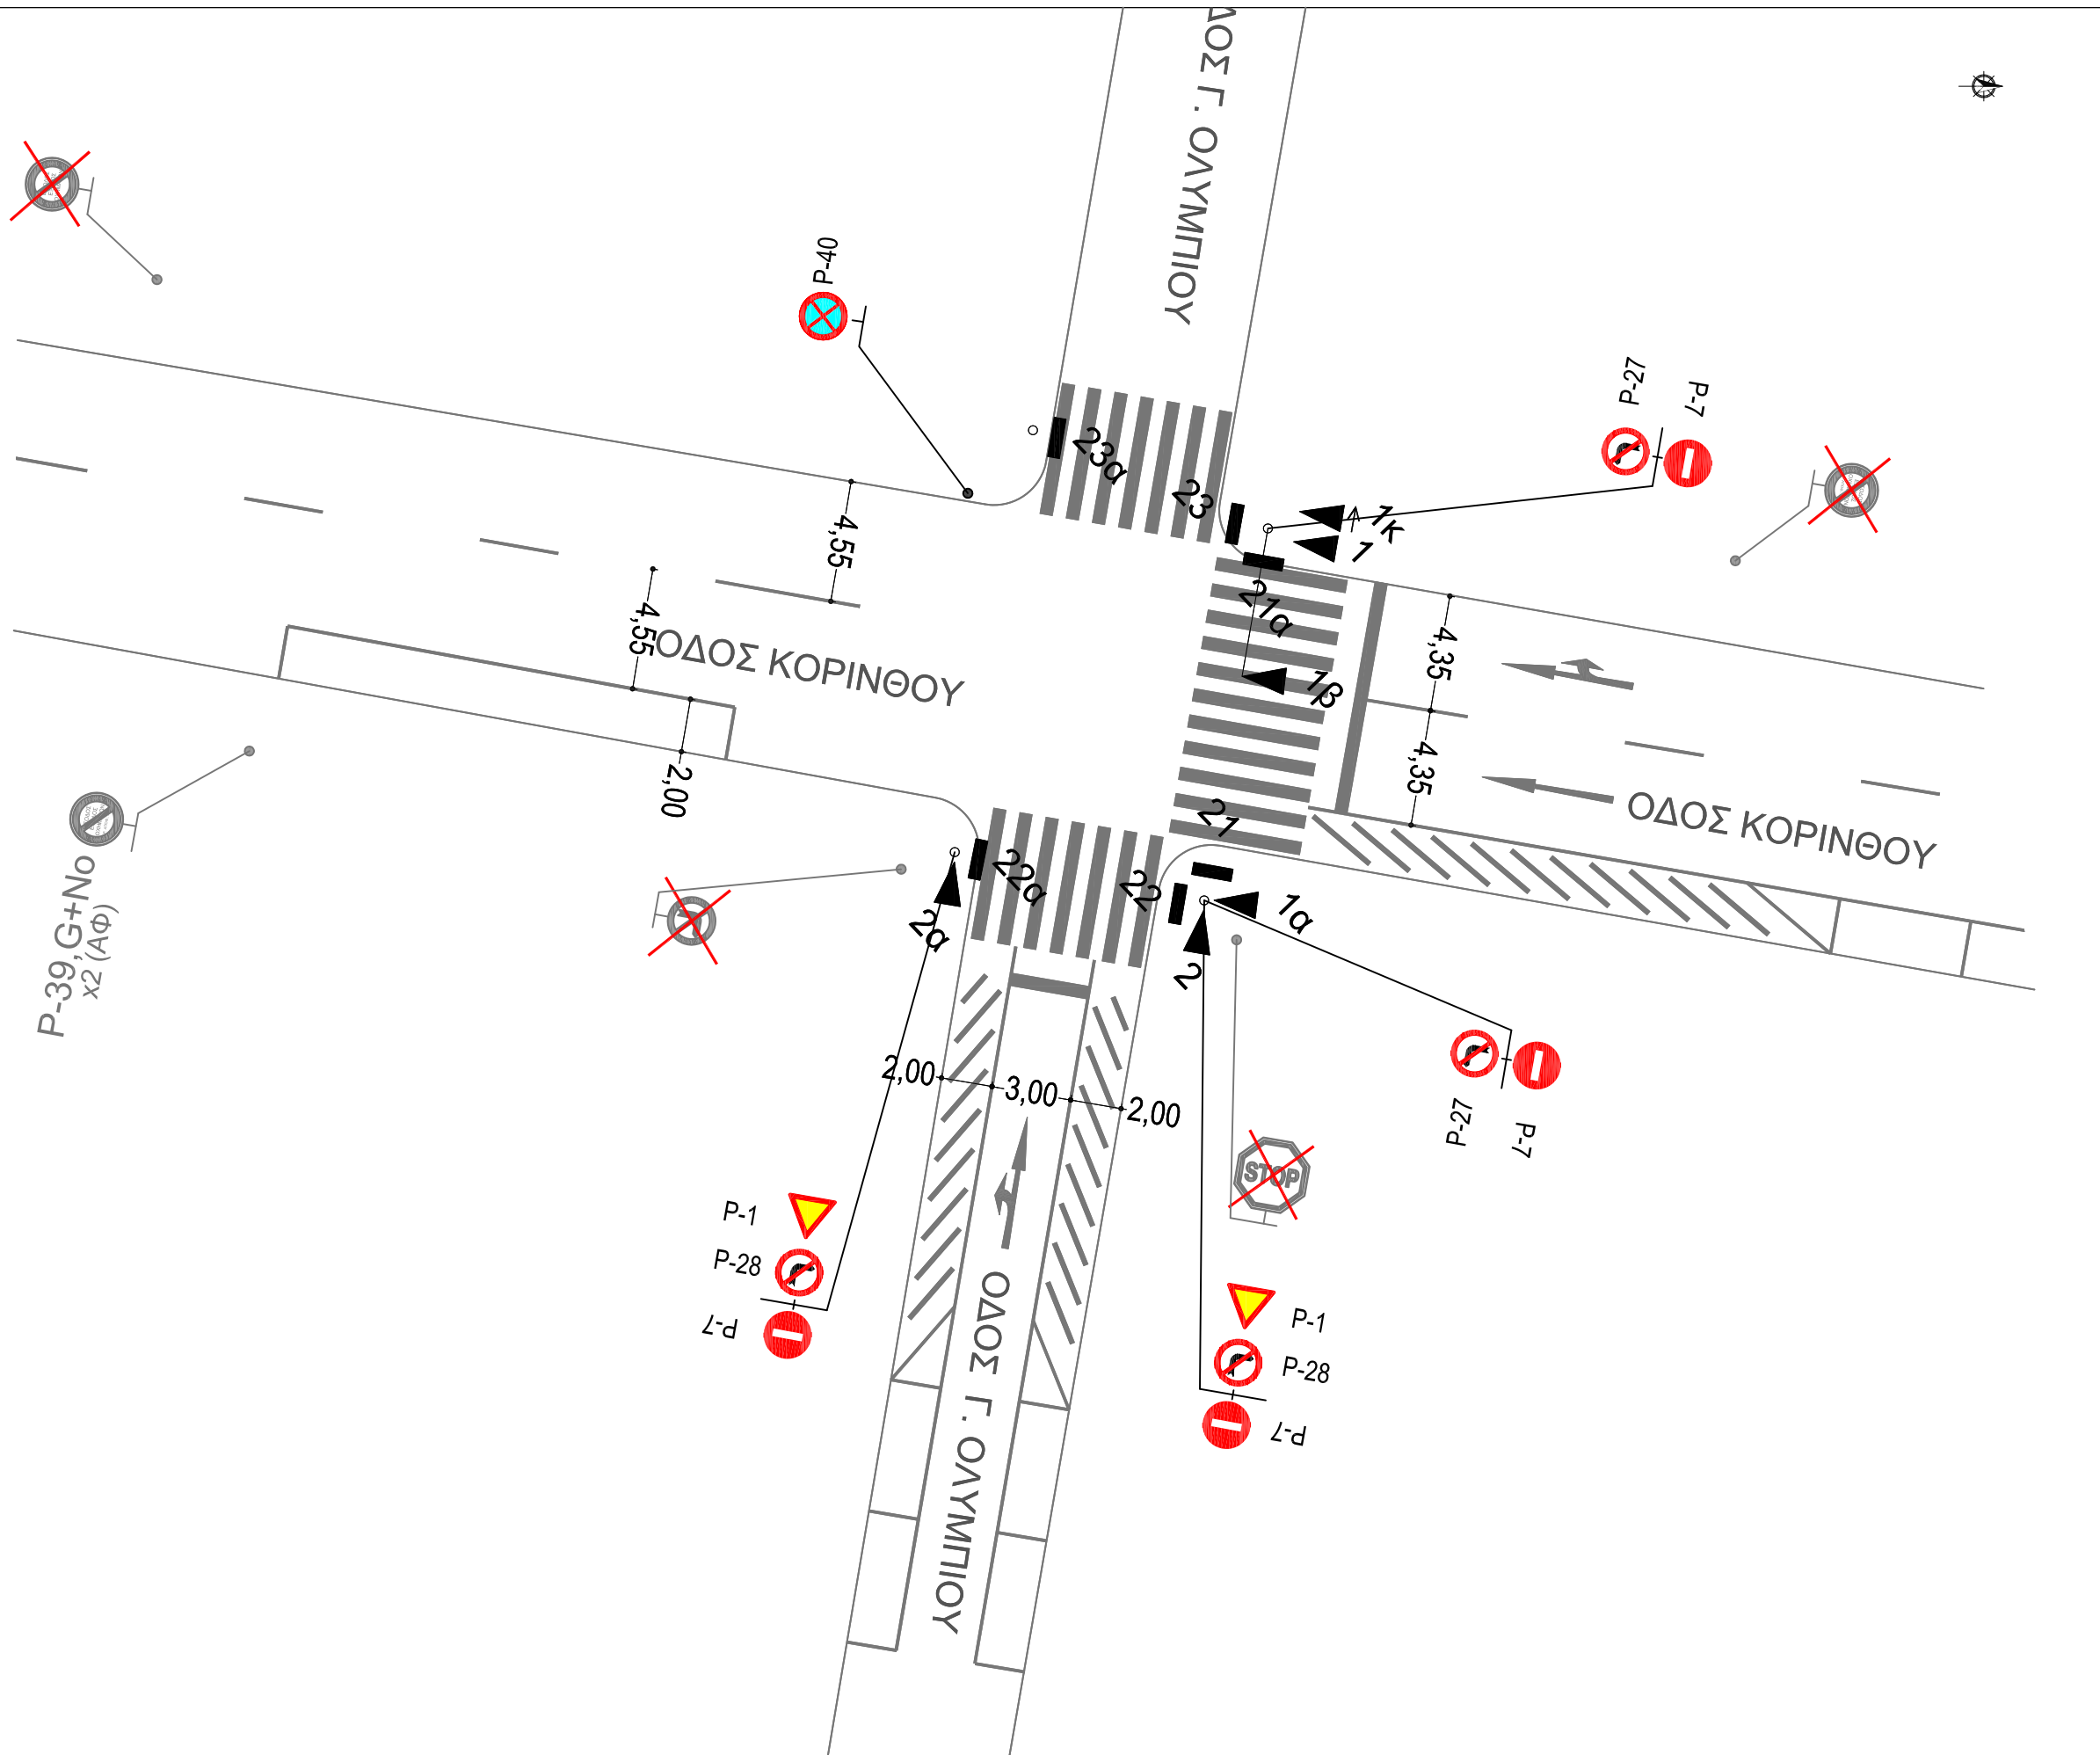 ΔΟΣ Γ. ΟΛΥΜΠΙΟΥ
P-40
P-27
P-7
23α
23
1κ
1
21α
1β
4,55
4,55
ΟΔΟΣ ΚΟΡΙΝΘΟΥ
2,00
4,35
4,35
ΟΔΟΣ ΚΟΡΙΝΘΟΥ
21
22α
22
2α
1α
2
P-39,G+No
x2 (ΑΦ)
2,00
3,00
2,00
P-27
P-7
STOP
P-1
P-28
P-7
P-1
P-28
P-7
ΟΔΟΣ Γ. ΟΛΥΜΠΙΟΥ